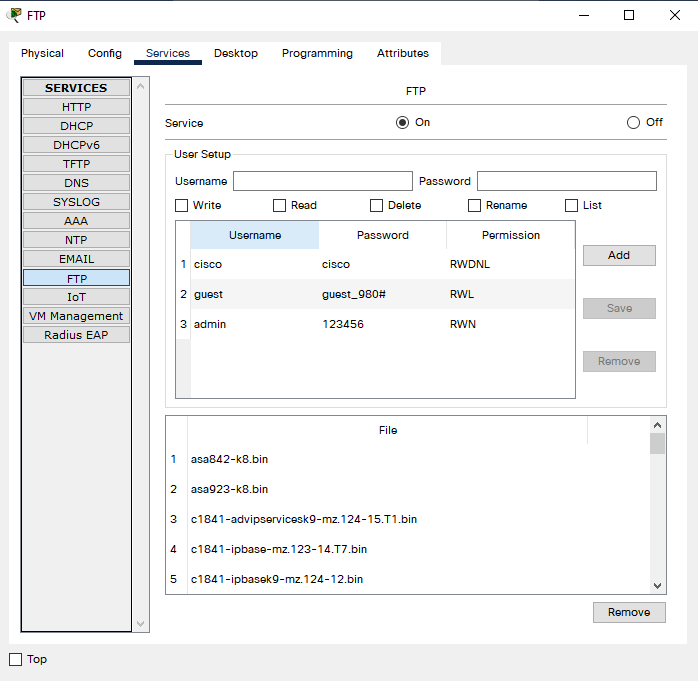 FTP
Physical Config Services Desktop Programming Attributes
SERVICES
HTTP
DHCP
DHCPv6
TFTP
DNS
SYSLOG
AAA
NTP
EMAIL
FTP
IoT
VM Management
Radius EAP
FTP
Service On Off
User Setup
Username Password
Write Read Delete Rename List
Username Password Permission
1 cisco cisco RWDNL
2 guest guest_980# RWL
3 admin 123456 RWN
Add
Save
Remove
File
1 asa842-k8.bin
2 asa923-k8.bin
3 c1841-advipservicesk9-mz.124-15.T1.bin
4 c1841-ipbase-mz.123-14.T7.bin
5 c1841-ipbasek9-mz.124-12.bin
Remove
Top